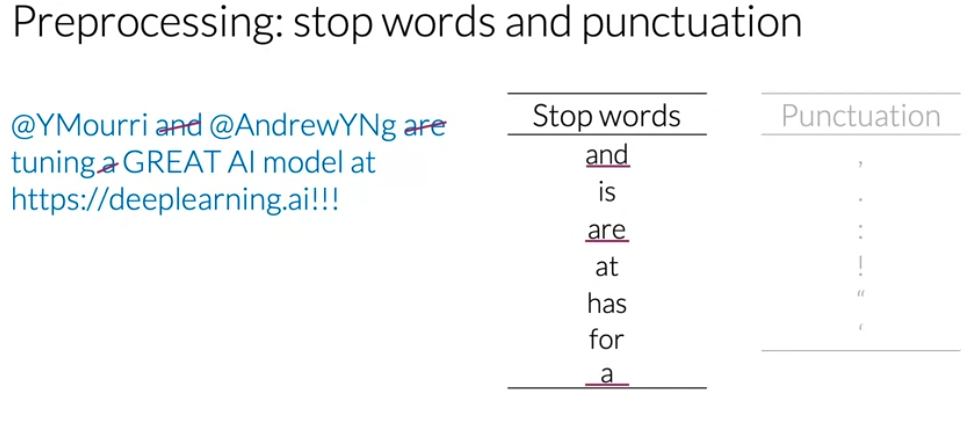 Preprocessing: stop words and punctuation
@YMourri and @AndrewYNg are
tuning a GREAT AI model at
https://deeplearning.ai!!!
Stop words
and
is
are
at
has
for
a
Punctuation
,
.
:
!
“
‘